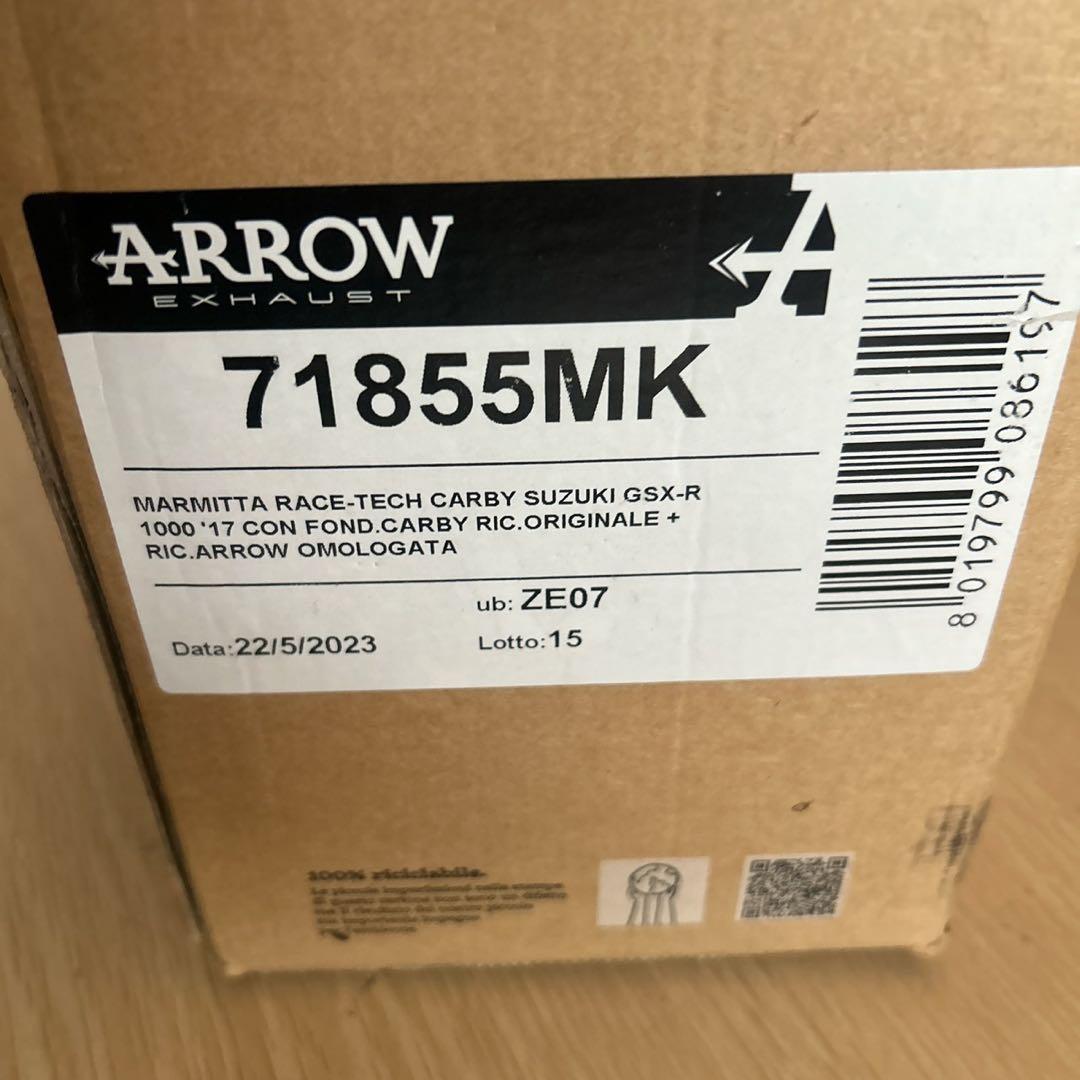 ARROW
EXHAUST
71855MK
MARMITTA RACE-TECH CARBY SUZUKI GSX-R
1000 '17 CON FOND.CARBY RIC.ORIGINALE +
RIC.ARROW OMOLOGATA
ub: ZE07
Data:22/5/2023 Lotto:15
8 019799 086197
100% riciclabile.